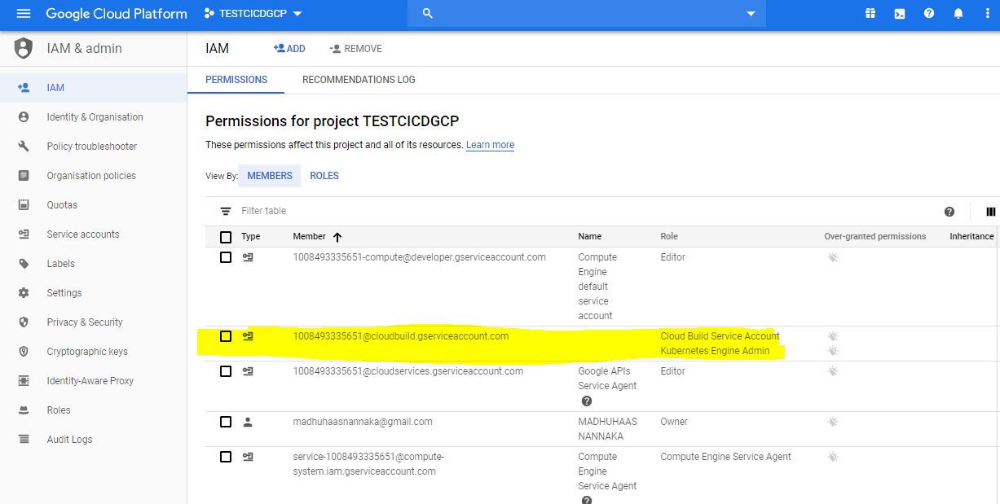 Google Cloud Platform
TESTCICDGCP
IAM & admin
IAM
ADD
REMOVE
IAM
Identity & Organisation
Policy troubleshooter
Organisation policies
Quotas
Service accounts
Labels
Settings
Privacy & Security
Cryptographic keys
Identity-Aware Proxy
Roles
Audit Logs
PERMISSIONS
RECOMMENDATIONS LOG
Permissions for project TESTCICDGCP
These permissions affect this project and all of its resources. Learn more
View By: MEMBERS ROLES
Filter table
Type Member Name Role Over-granted permissions Inheritance
1008493335651-compute@developer.gserviceaccount.com
Compute
Engine
default
service
account
Editor
1008493335651@cloudbuild.gserviceaccount.com
Cloud Build Service Account
Kubernetes Engine Admin
1008493335651@cloudservices.gserviceaccount.com
Google APIs
Service Agent
Editor
madhuhaasnannaka@gmail.com
MADHUHAAS
NANNAKA
Owner
service-1008493335651@compute-
system.iam.gserviceaccount.com
Compute
Engine
Service Agent
Compute Engine Service Agent